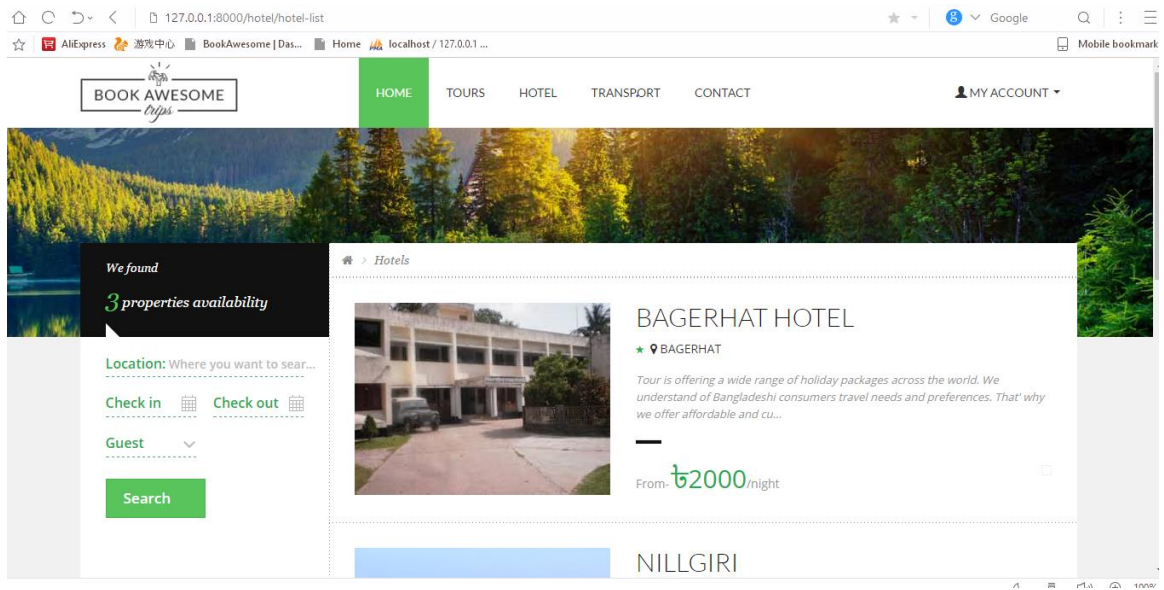 127.0.0.1:8000/hotel/hotel-list
Google
AliExpress 游戏中心 BookAwesome | Das... Home localhost / 127.0.0.1 ... Mobile bookmark
BOOK AWESOME
trips
HOME TOURS HOTEL TRANSPORT CONTACT MY ACCOUNT
We found
3 properties availability
Location: Where you want to sear...
Check in Check out
Guest
Search
> Hotels
BAGERHAT HOTEL
BAGERHAT
Tour is offering a wide range of holiday packages across the world. We
understand of Bangladeshi consumers travel needs and preferences. That' why
we offer affordable and cu...
From- ৳2000/night
NILLGIRI
100%